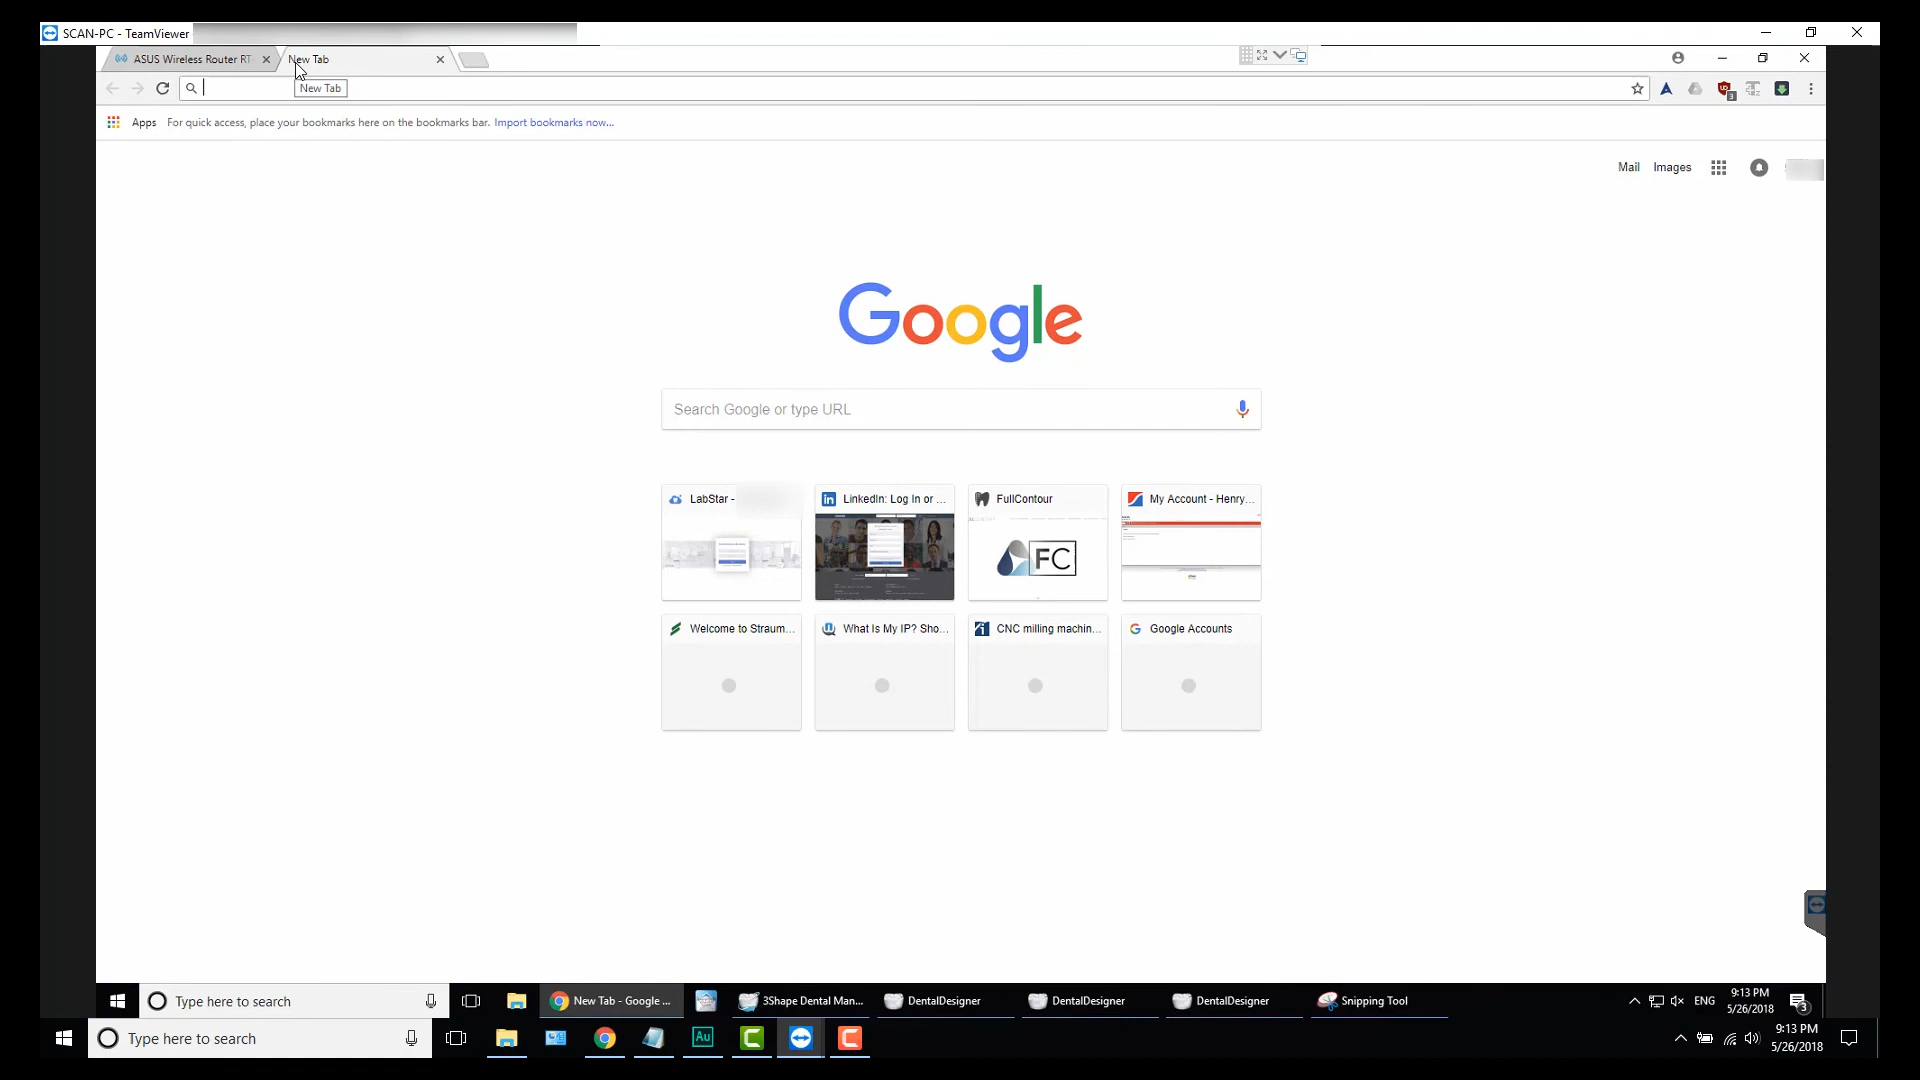 SCAN-PC - TeamViewer
ASUS Wireless Router RT-
New Tab
New Tab
Apps
For quick access, place your bookmarks here on the bookmarks bar. Import bookmarks now...
3
Mail
Images
Google
Search Google or type URL
LabStar -
LinkedIn: Log In or ...
FullContour
My Account - Henry...
FC
Welcome to Straum...
What Is My IP? Sho...
CNC milling machin...
Google Accounts
Type here to search
New Tab - Google ...
3Shape Dental Man...
DentalDesigner
DentalDesigner
DentalDesigner
Snipping Tool
ENG
9:13 PM
5/26/2018
3
Type here to search
Au
9:13 PM
5/26/2018